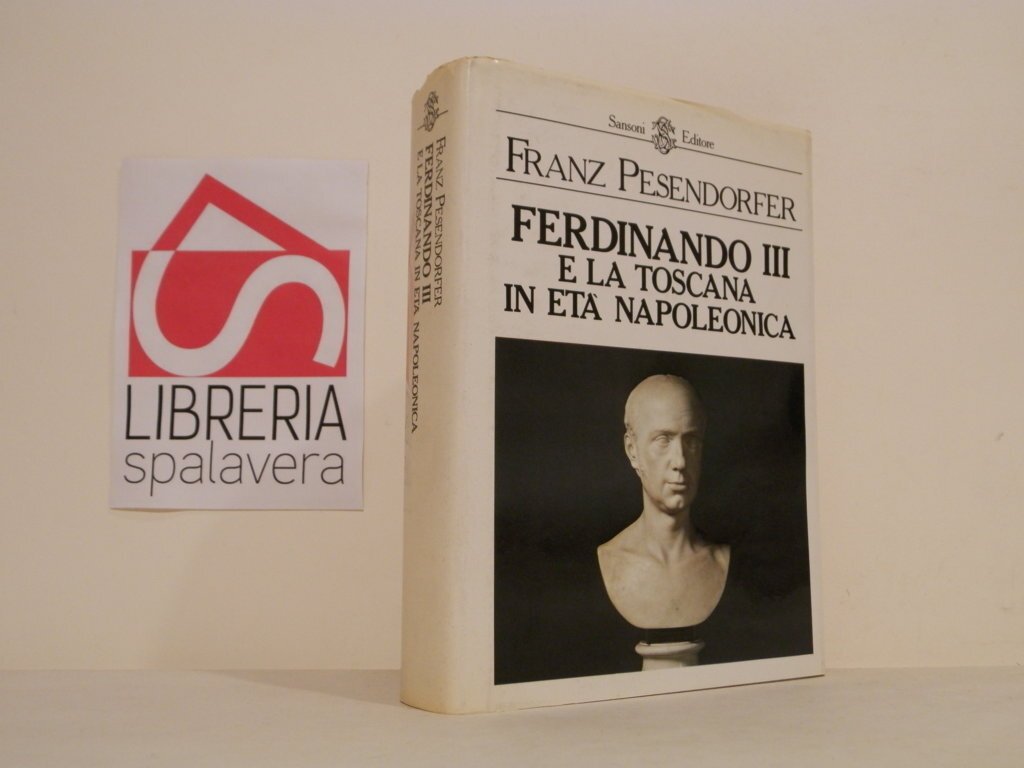 LIBRERIA
spalavera
FRANZ PESENDORFER
FERDINANDO III
E LA TOSCANA IN ETÀ NAPOLEONICA
Sansoni Editore
FRANZ PESENDORFER
FERDINANDO III
E LA TOSCANA
IN ETÀ NAPOLEONICA